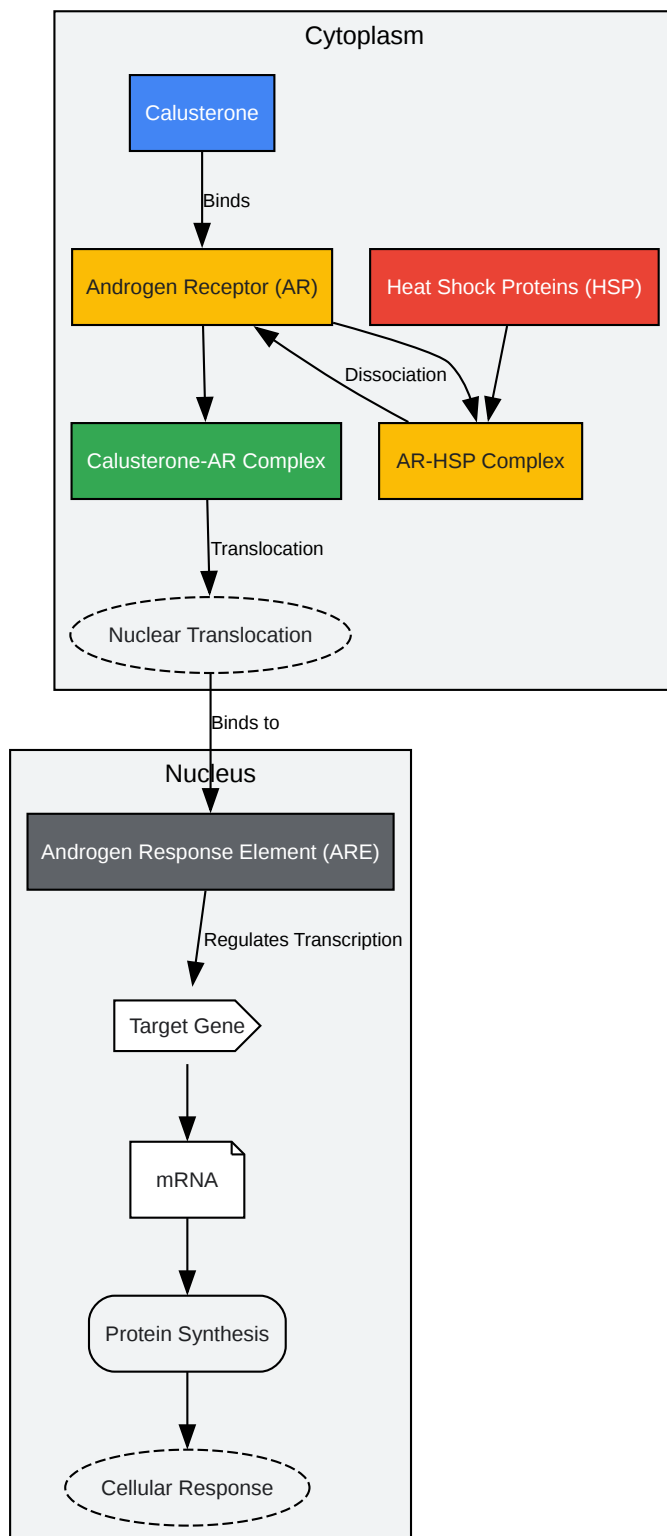 Cytoplasm
Calusterone
Binds
Androgen Receptor (AR)
Heat Shock Proteins (HSP)
Dissociation
Calusterone-AR Complex
AR-HSP Complex
Translocation
Nuclear Translocation
Binds to
Nucleus
Androgen Response Element (ARE)
Regulates Transcription
Target Gene
mRNA
Protein Synthesis
Cellular Response